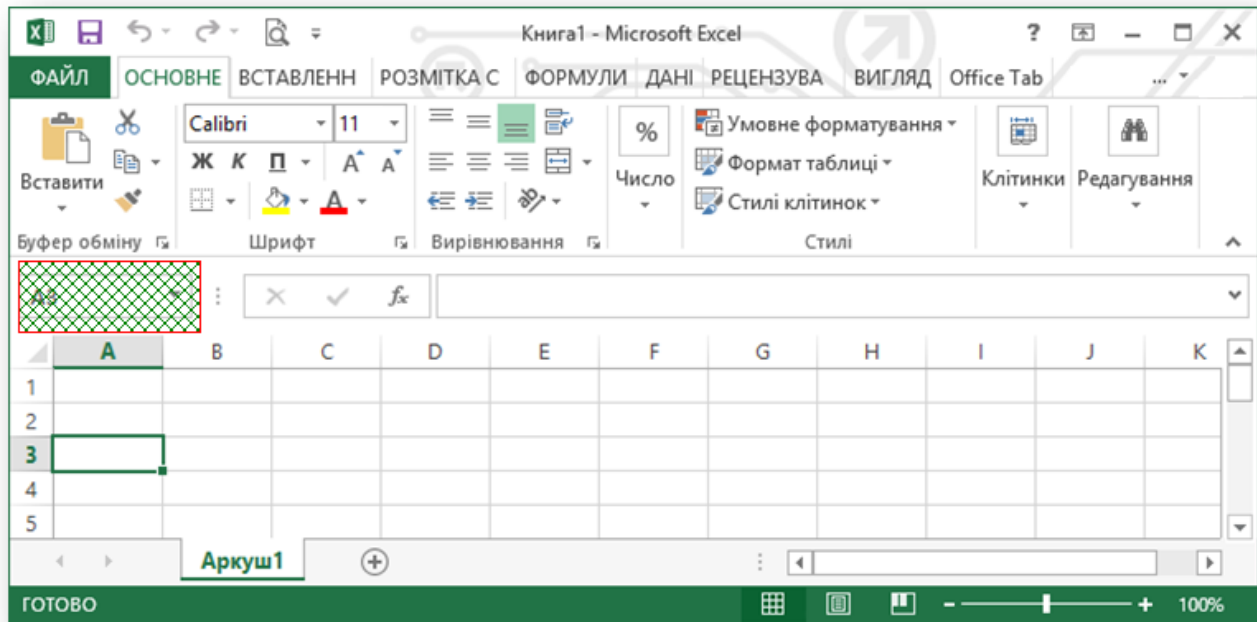 Книга1 - Microsoft Excel ?
ФАЙЛ ОСНОВНЕ ВСТАВЛЕНН РОЗМІТКА С ФОРМУЛИ ДАНІ РЕЦЕНЗУВА ВИГЛЯД Office Tab ...
Calibri 11 % Умовне форматування
Вставити Ж К П А А Число Формат таблиці Клітинки Редагування
А Стилі клітинок
Буфер обміну Шрифт Вирівнювання Стилі
A3 fx
A B C D E F G H I J K
1
2
3
4
5
Аркуш1
ГОТОВО - + 100%